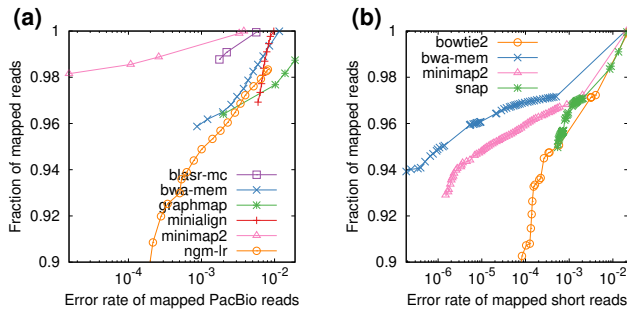 (a)
1
0.98
0.96
0.94
0.92
0.9
Fraction of mapped reads
blasr-mc
bwa-mem
graphmap
minialign
minimap2
ngm-lr
10-4
10-3
10-2
Error rate of mapped PacBio reads
(b)
1
0.98
0.96
0.94
0.92
0.9
Fraction of mapped reads
bowtie2
bwa-mem
minimap2
snap
10-6
10-5
10-4
10-3
10-2
Error rate of mapped short reads